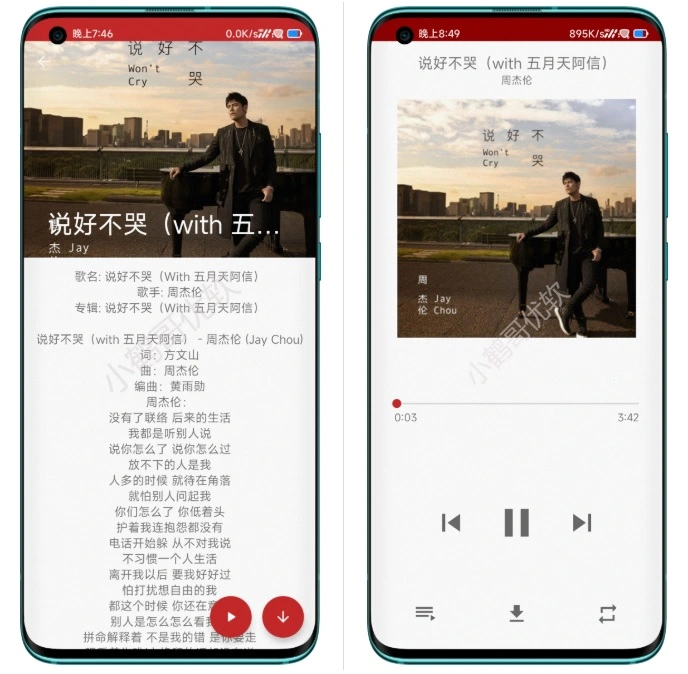 晚上7:46
0.0K/s
说 好 不
Won't
Cry
哭
说好不哭（with 五...
杰 Jay
歌名: 说好不哭（With 五月天阿信）
歌手: 周杰伦
专辑: 说好不哭（With 五月天阿信）
说好不哭（with 五月天阿信） - 周杰伦 (Jay Chou)
词：方文山
曲：周杰伦
编曲：黄雨勋
周杰伦：
没有了联络 后来的生活
我都是听别人说
说你怎么了 说你怎么过
放不下的人是我
人多的时候 就待在角落
就怕别人问起我
你们怎么了 你低着头
护着我连抱怨都没有
电话开始躲 从不对我说
不习惯一个人生活
离开我以后 要我好好过
怕打扰想自由的我
都这个时候 你还在
别人是怎么怎么看
拼命解释着 不是我的错 是你要走
小鹤哥优软
晚上8:49
895K/s
说好不哭（with 五月天阿信）
周杰伦
说 好 不
Won't
Cry
哭
周
杰 Jay
伦 Chou
小鹤哥优软
0:03
3:42